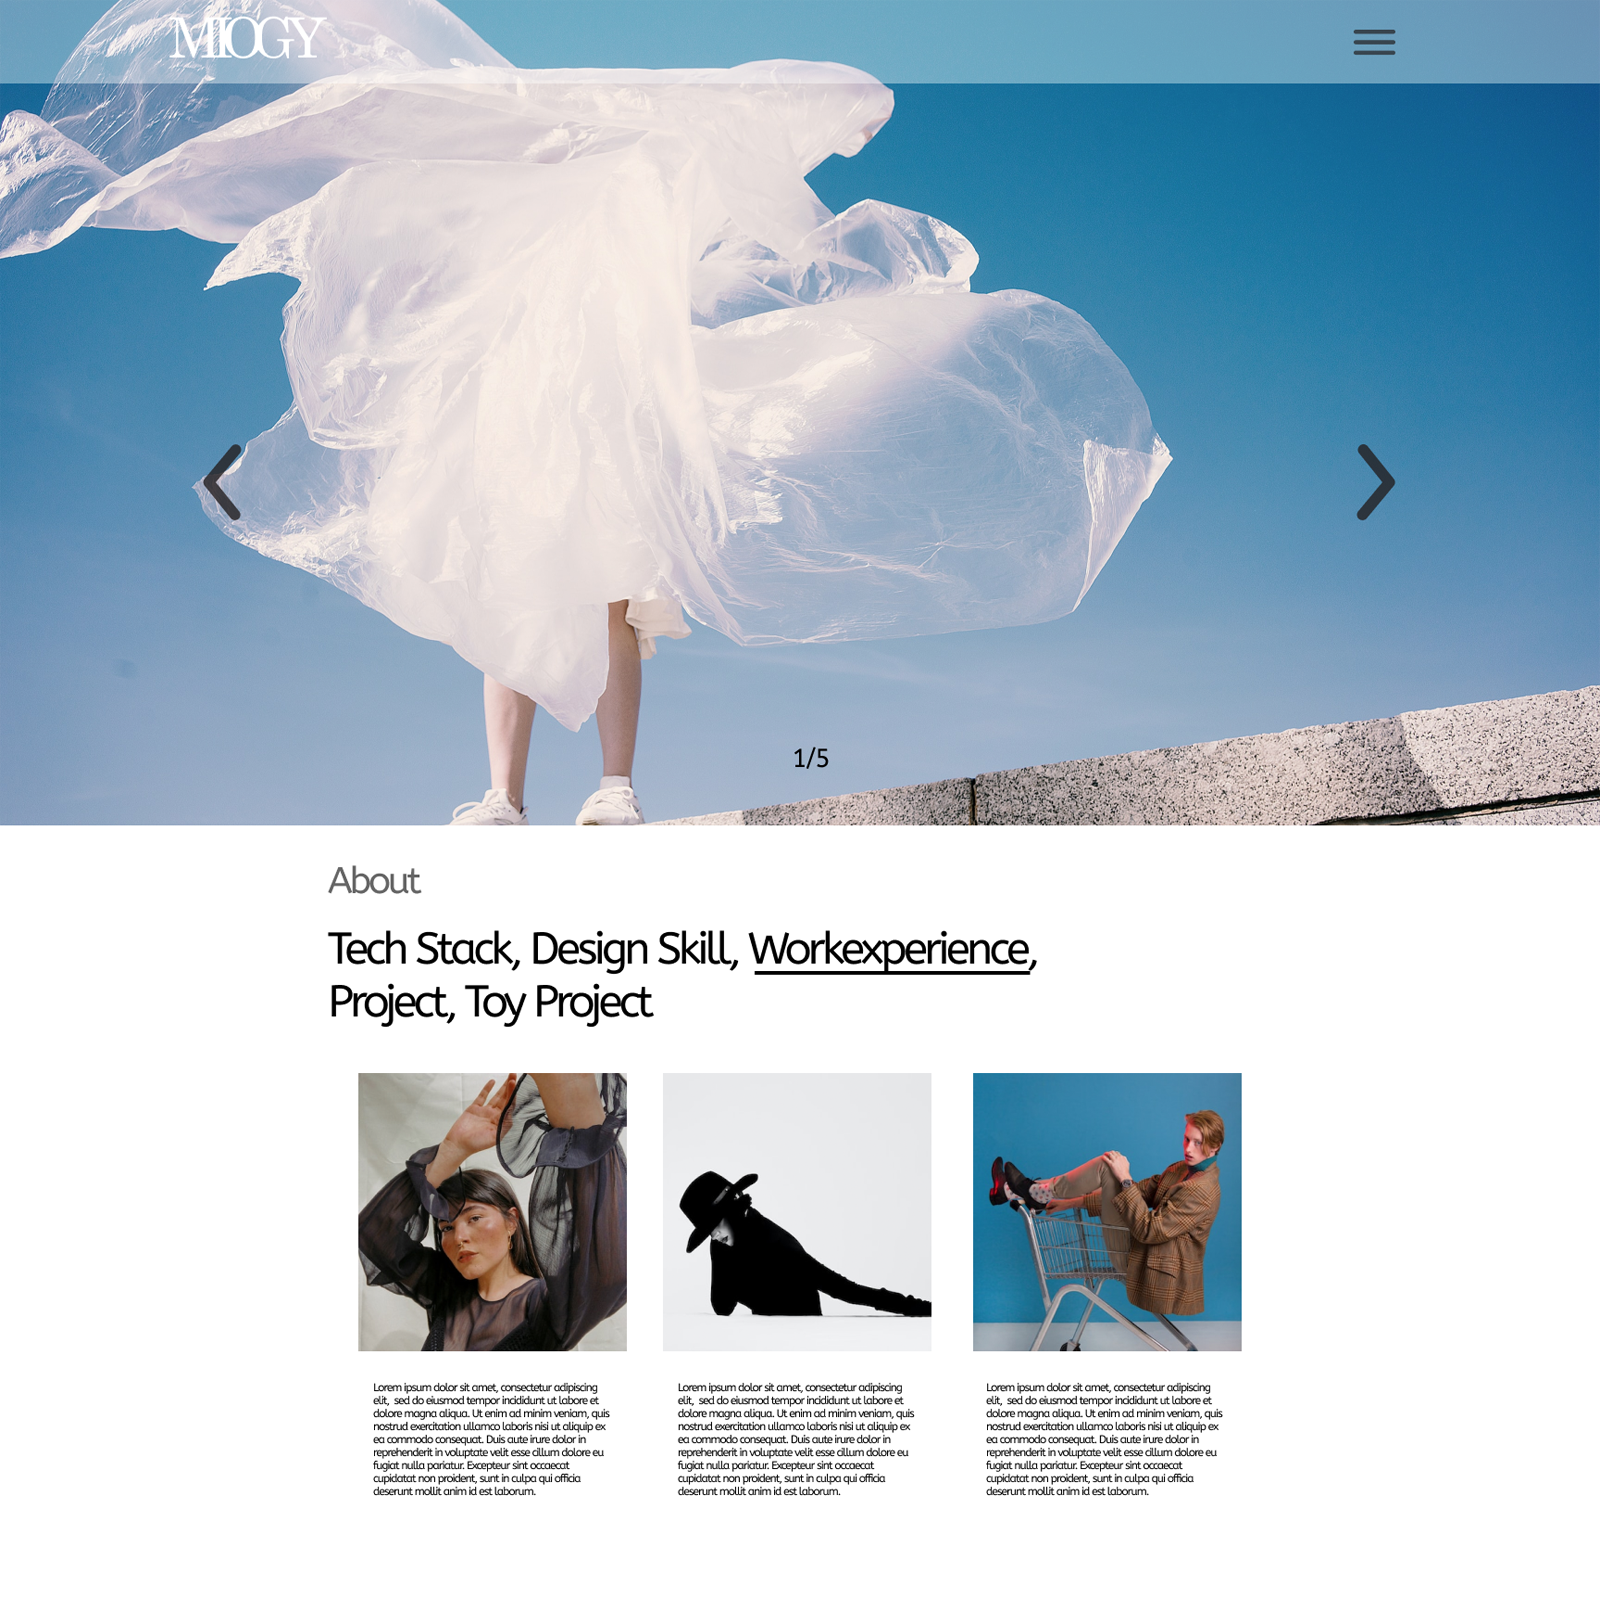 MIOGY
1/5
About
Tech Stack, Design Skill, Workexperience,
Project, Toy Project
Lorem ipsum dolor sit amet, consectetur adipiscing
elit,  sed do eiusmod tempor incididunt ut labore et
dolore magna aliqua. Ut enim ad minim veniam, quis
nostrud exercitation ullamco laboris nisi ut aliquip ex
ea commodo consequat. Duis aute irure dolor in
reprehenderit in voluptate velit esse cillum dolore eu
fugiat nulla pariatur. Excepteur sint occaecat
cupidatat non proident, sunt in culpa qui officia
deserunt mollit anim id est laborum.
Lorem ipsum dolor sit amet, consectetur adipiscing
elit,  sed do eiusmod tempor incididunt ut labore et
dolore magna aliqua. Ut enim ad minim veniam, quis
nostrud exercitation ullamco laboris nisi ut aliquip ex
ea commodo consequat. Duis aute irure dolor in
reprehenderit in voluptate velit esse cillum dolore eu
fugiat nulla pariatur. Excepteur sint occaecat
cupidatat non proident, sunt in culpa qui officia
deserunt mollit anim id est laborum.
Lorem ipsum dolor sit amet, consectetur adipiscing
elit,  sed do eiusmod tempor incididunt ut labore et
dolore magna aliqua. Ut enim ad minim veniam, quis
nostrud exercitation ullamco laboris nisi ut aliquip ex
ea commodo consequat. Duis aute irure dolor in
reprehenderit in voluptate velit esse cillum dolore eu
fugiat nulla pariatur. Excepteur sint occaecat
cupidatat non proident, sunt in culpa qui officia
deserunt mollit anim id est laborum.